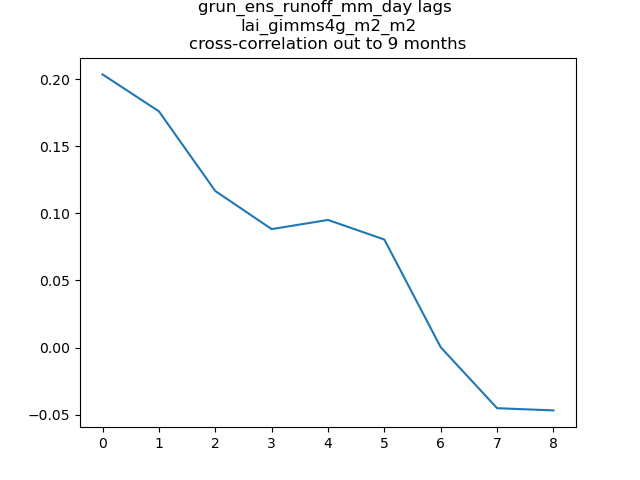 grun_ens_runoff_mm_day lags
lai_gimms4g_m2_m2
cross-correlation out to 9 months
0.20
0.15
0.10
0.05
0.00
−0.05
0 1 2 3 4 5 6 7 8